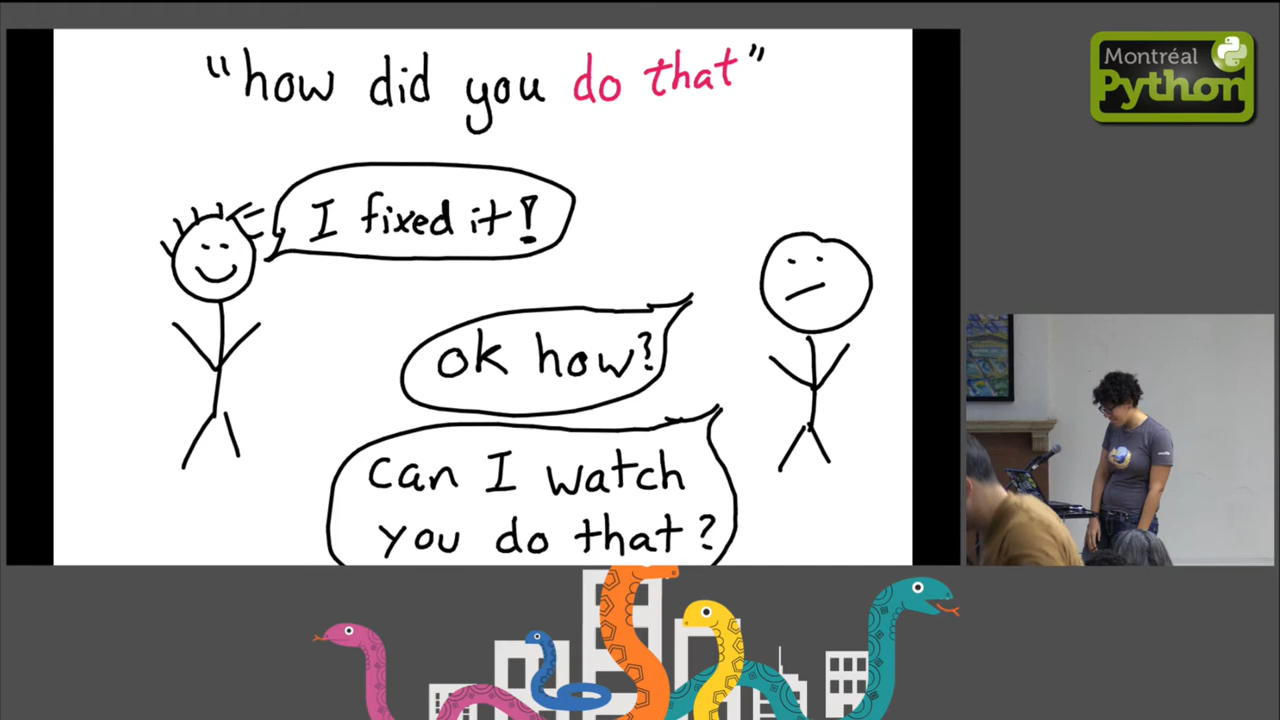 "how did you do that"
I fixed it!
ok how?
can I watch
you do that?
Montréal
Python